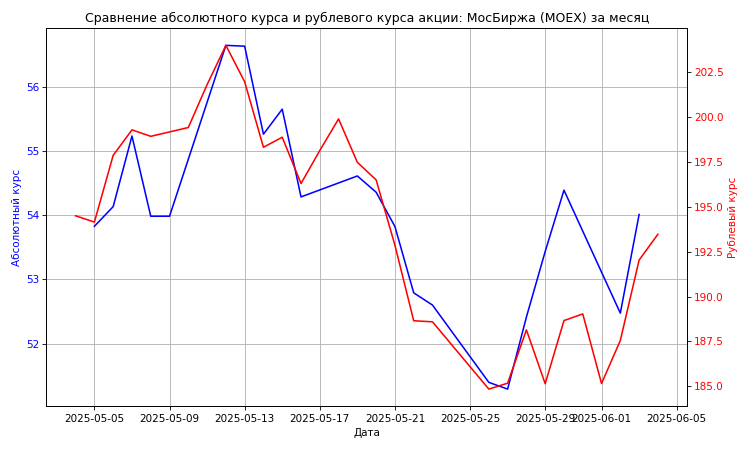 Сравнение абсолютного курса и рублевого курса акции: МосБиржа (MOEX) за месяц
56
55
54
53
52
Абсолютный курс
202.5
200.0
197.5
195.0
192.5
190.0
187.5
185.0
Рублевый курс
2025-05-05 2025-05-09 2025-05-13 2025-05-17 2025-05-21 2025-05-25 2025-05-29 2025-06-01 2025-06-05
Дата